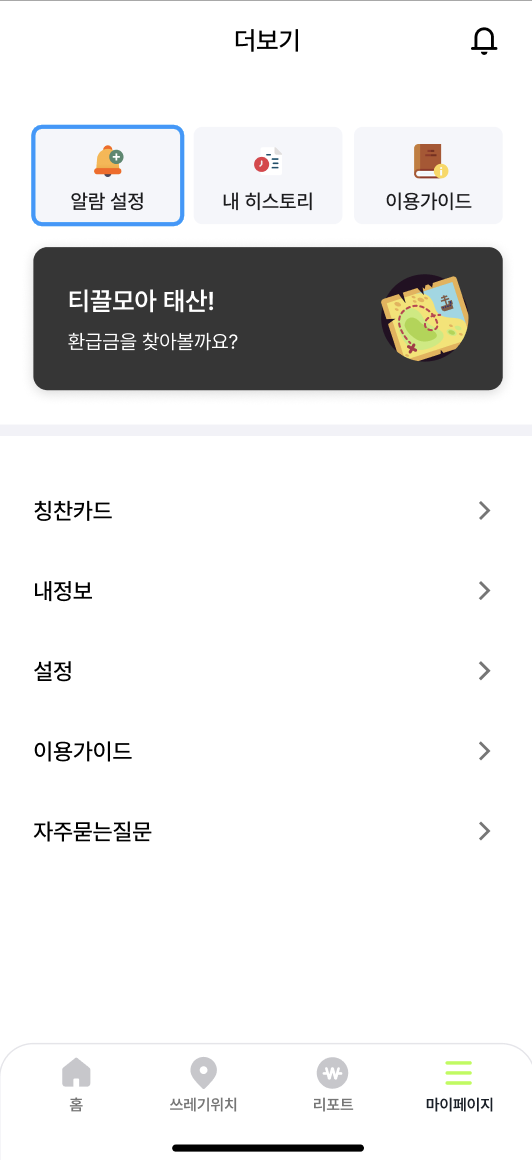 더보기
알람 설정
내 히스토리
이용가이드
티끌모아 태산!
환급금을 찾아볼까요?
칭찬카드
내정보
설정
이용가이드
자주묻는질문
홈
쓰레기위치
리포트
마이페이지